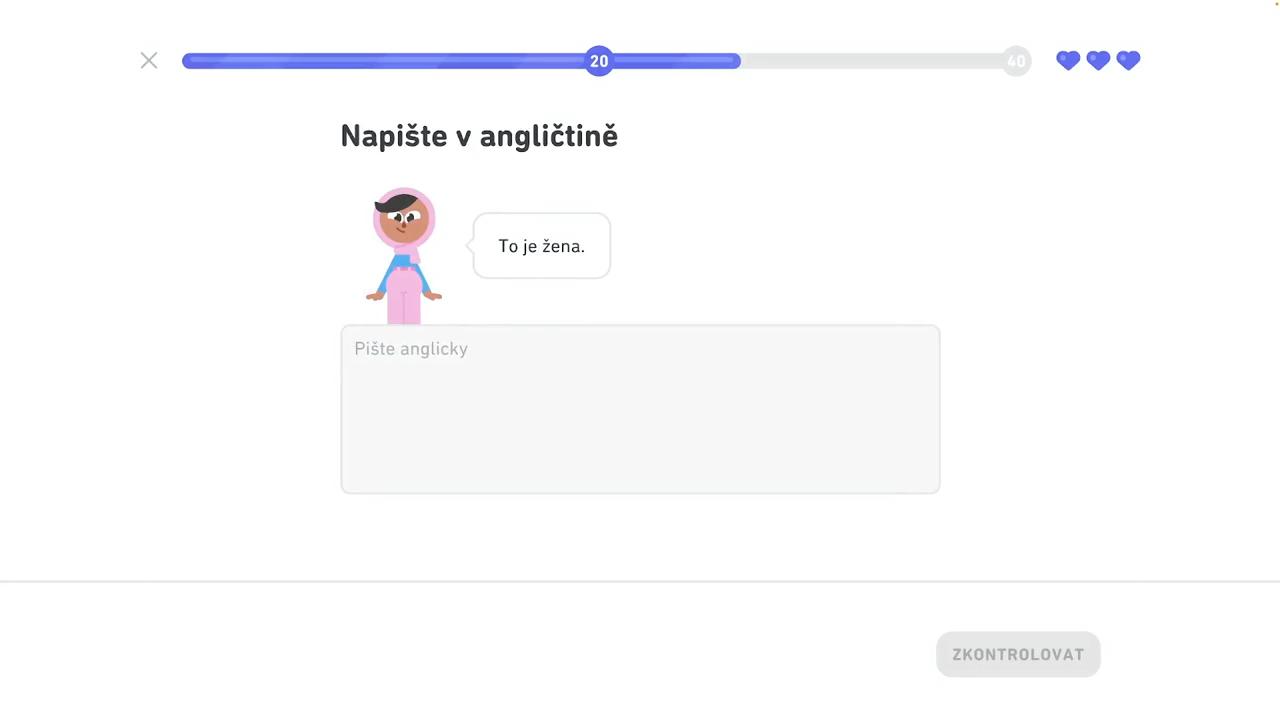 20
40
Napište v angličtině
To je žena.
Pište anglicky
ZKONTROLOVAT